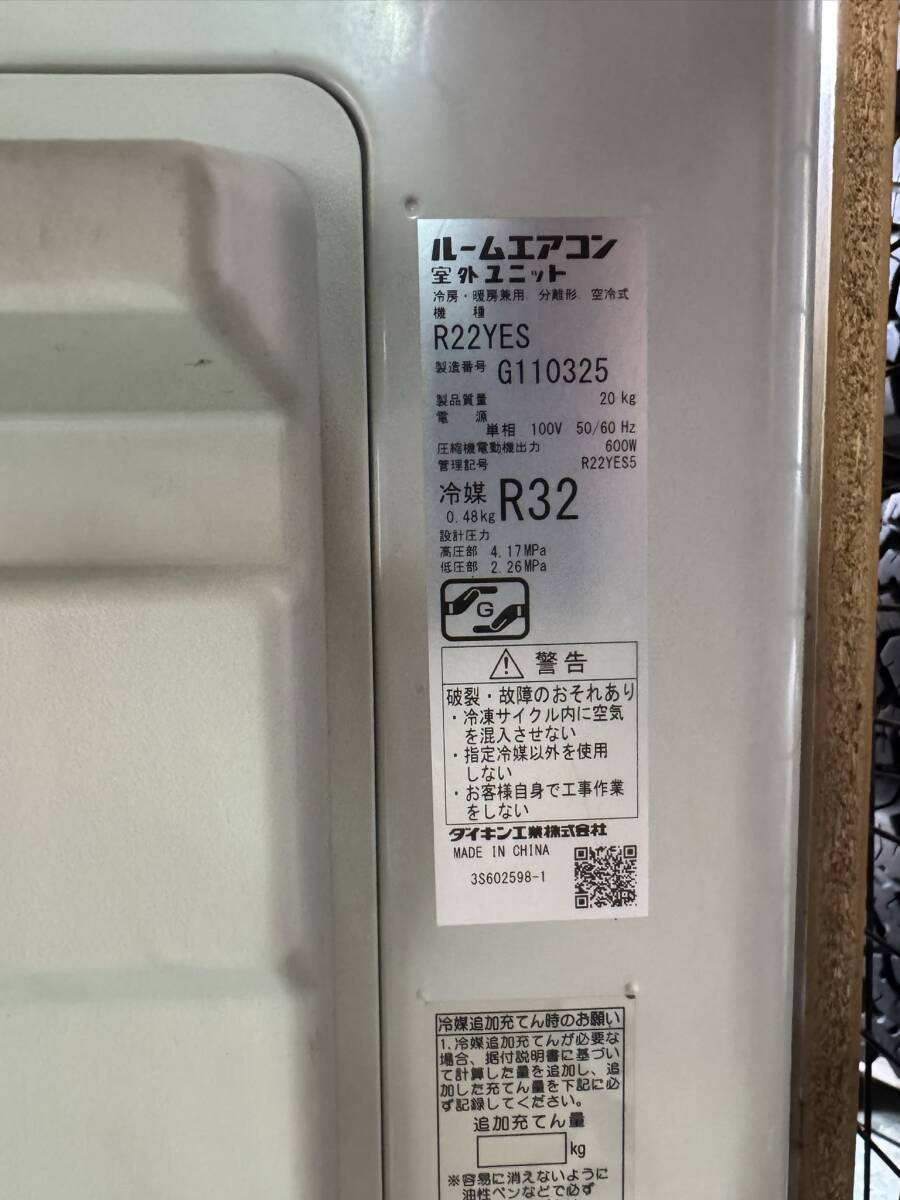 ルームエアコン
室外ユニット
冷房・暖房兼用 分離形 空冷式
機種
R22YES
製造番号 G110325
製品質量 20 kg
電源
単相 100V 50/60 Hz
圧縮機電動機出力 600W
管理記号 R22YES5
冷媒 R32
0.48kg
設計圧力
高圧部 4.17MPa
低圧部 2.26MPa
G
警告
破裂・故障のおそれあり
・冷凍サイクル内に空気
を混入させない
・指定冷媒以外を使用
しない
・お客様自身で工事作業
をしない
ダイキン工業株式会社
MADE IN CHINA
3S602598-1
冷媒追加充てん時のお願い
1.冷媒追加充てんが必要な
場合、据付説明書に基づい
て計算した量を追加し、追
加した充てん量を下記に必
ず記録してください。
追加充てん量
kg
※容易に消えないように
油性ペンなどで必ず